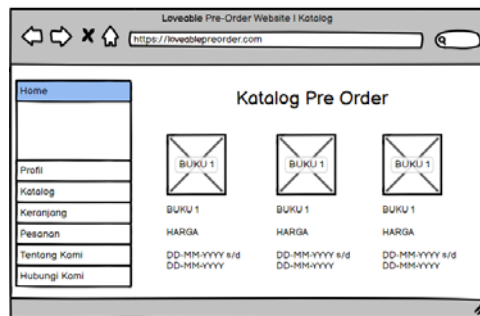 Loveable Pre-Order Website | Katalog
https://loveablepreorder.com
Home
Profil
Katalog
Keranjang
Pesanan
Tentang Kami
Hubungi Kami
Katalog Pre Order
BUKU 1 BUKU 1 BUKU 1
BUKU 1 BUKU 1 BUKU 1
HARGA HARGA HARGA
DD-MM-YYYY s/d DD-MM-YYYY s/d DD-MM-YYYY s/d
DD-MM-YYYY DD-MM-YYYY DD-MM-YYYY